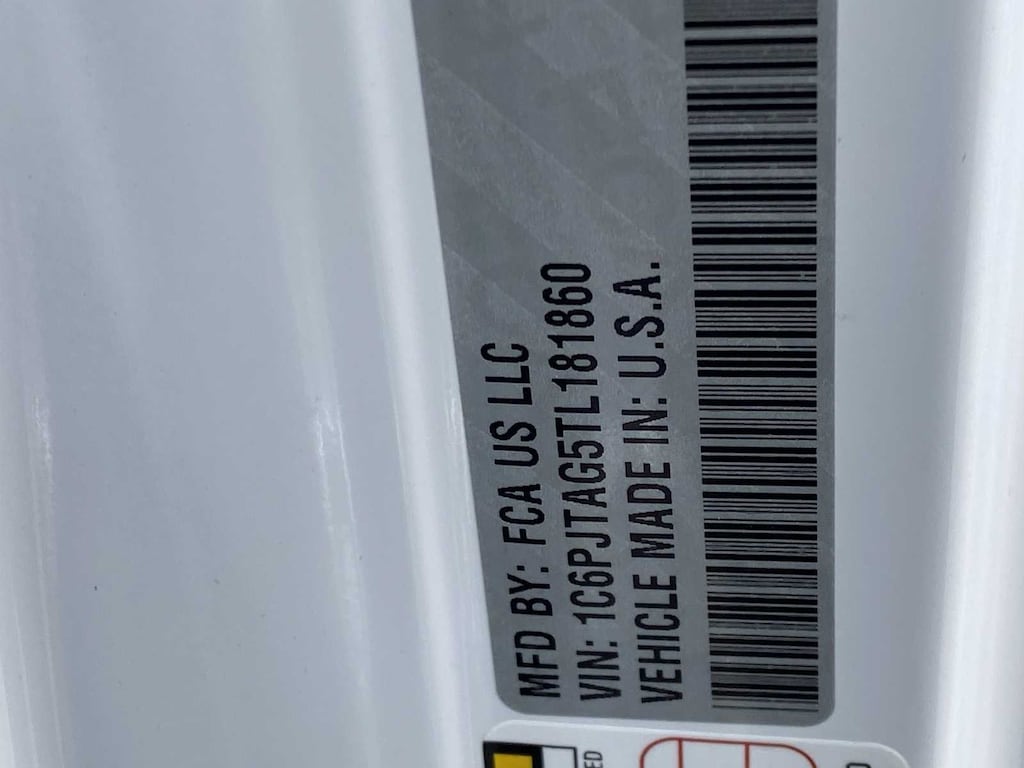 MFD BY: FCA US LLC
VIN: 1C6PJTAG5TL181860
VEHICLE MADE IN: U.S.A.